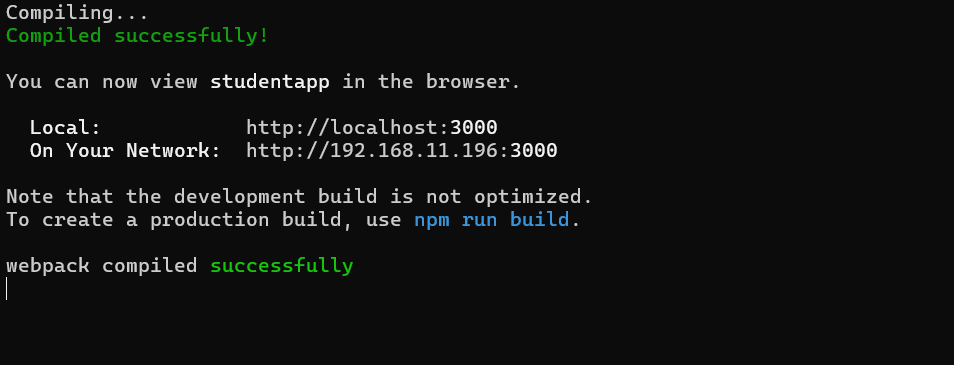 Compiling...
Compiled successfully!
You can now view studentapp in the browser.
Local: http://localhost:3000
On Your Network: http://192.168.11.196:3000
Note that the development build is not optimized.
To create a production build, use npm run build.
webpack compiled successfully